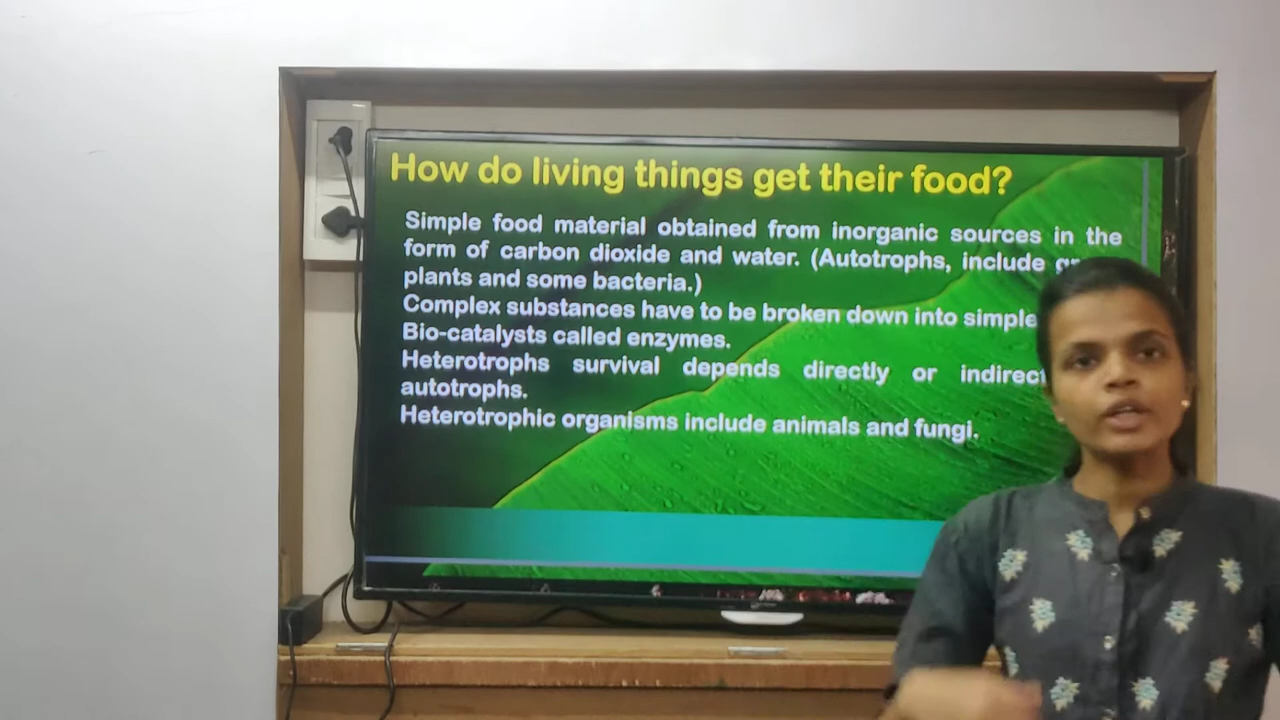 How do living things get their food?
Simple food material obtained from inorganic sources in the
form of carbon dioxide and water. (Autotrophs, include
plants and some bacteria.)
Complex substances have to be broken down into simple
Bio-catalysts called enzymes.
Heterotrophs survival depends directly or
autotrophs.
Heterotrophic organisms include animals and fungi.